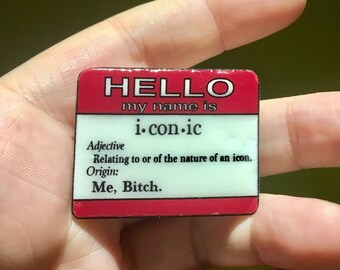 HELLO
my name is
i•con•ic
Adjective
Relating to or of the nature of an icon.
Origin:
Me, Bitch.